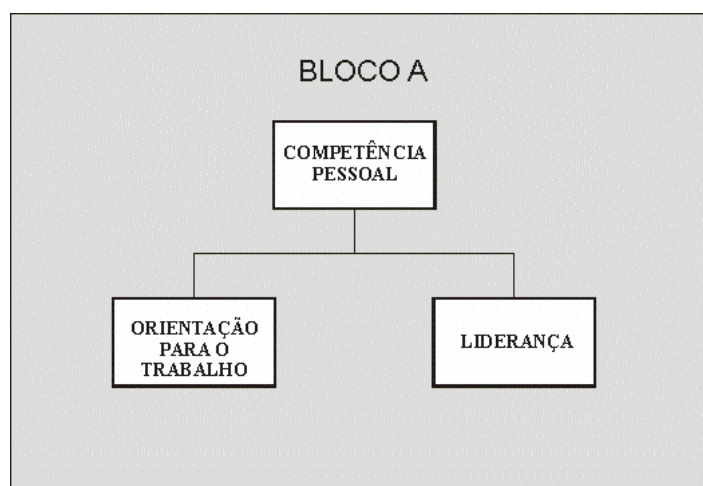 BLOCO A
COMPETÊNCIA
PESSOAL
ORIENTAÇÃO
PARA O
TRABALHO
LIDERANÇA